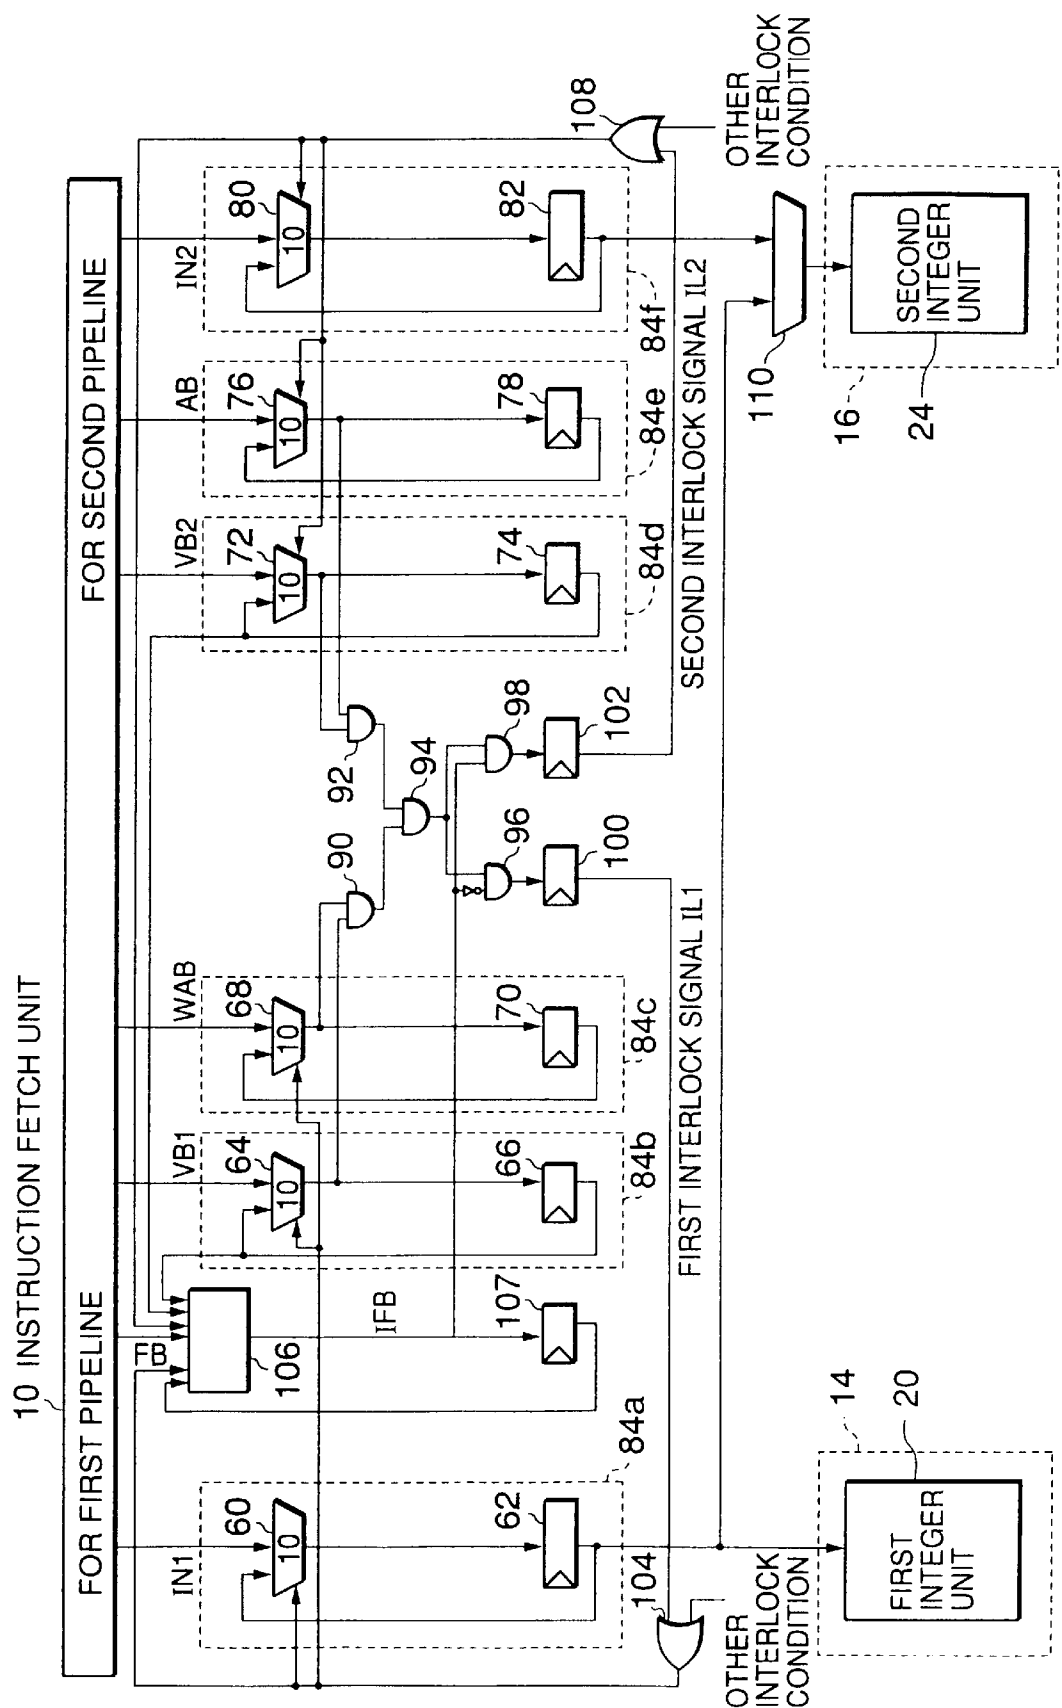 10 INSTRUCTION FETCH UNIT
FOR FIRST PIPELINE
FOR SECOND PIPELINE
IN1
FB
VB1
WAB
VB2
AB
IN2
60
10
106
64
10
68
10
72
10
76
10
80
10
108
IFB
90
92
94
62
107
66
70
96
98
74
78
82
100
102
84a
84b
84c
84d
84e
84f
104
OTHER
INTERLOCK
CONDITION
FIRST INTERLOCK SIGNAL IL1
SECOND INTERLOCK SIGNAL IL2
OTHER
INTERLOCK
CONDITION
110
14
20
FIRST
INTEGER
UNIT
16
24
SECOND
INTEGER
UNIT